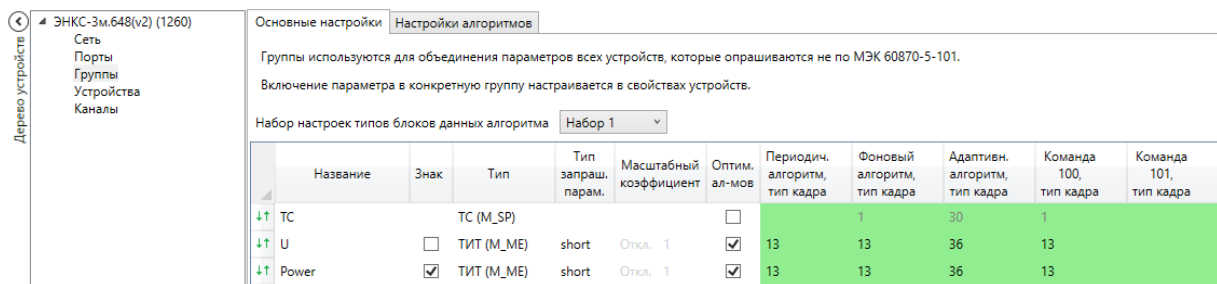 Дерево устройств
ЭНКС-3м.648(v2) (1260)
Сеть
Порты
Группы
Устройства
Каналы
Основные настройки Настройки алгоритмов
Группы используются для объединения параметров всех устройств, которые опрашиваются не по МЭК 60870-5-101.
Включение параметра в конкретную группу настраивается в свойствах устройств.
Набор настроек типов блоков данных алгоритма Набор 1
Название Знак Тип Тип запраш. парам. Масштабный коэффициент Оптим. ал-мов Периодич. алгоритм, тип кадра Фоновый алгоритм, тип кадра Адаптивн. алгоритм, тип кадра Команда 100, тип кадра Команда 101, тип кадра
ТС ТС (M_SP) 1 30 1
U ТИТ (M_ME) short Откл. 1 13 13 36 13
Power ТИТ (M_ME) short Откл. 1 13 13 36 13